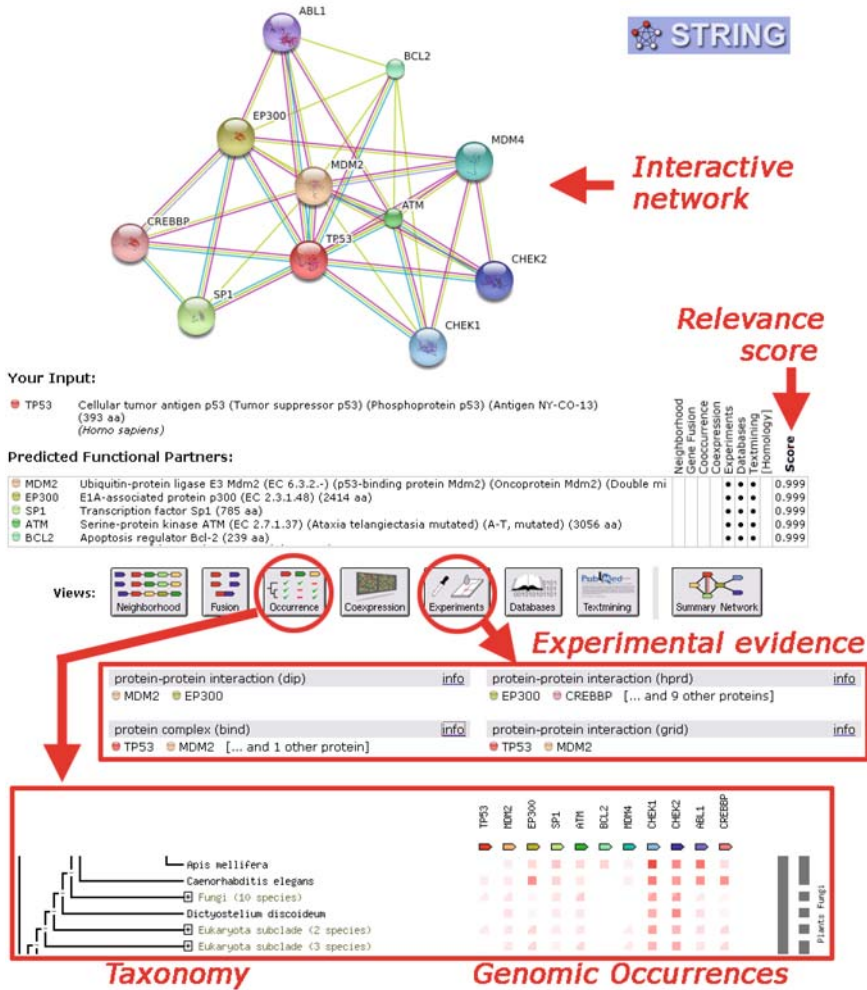 ABL1
STRING
BCL2
EP300
MDM4
MDM2
Interactive
network
ATM
CREBBP
TP53
CHEK2
SP1
CHEK1
Relevance
score
Your Input:
TP53 Cellular tumor antigen p53 (Tumor suppressor p53) (Phosphoprotein p53) (Antigen NY-CO-13)
(393 aa)
(Homo sapiens)
Neighborhood
Gene Fusion
Cooccurrence
Coexpression
Experiments
Databases
Textmining
[Homology]
Score
Predicted Functional Partners:
MDM2 Ubiquitin-protein ligase E3 Mdm2 (EC 6.3.2.-) (p53-binding protein Mdm2) (Oncoprotein Mdm2) (Double mi 0.999
EP300 E1A-associated protein p300 (EC 2.3.1.48) (2414 aa) 0.999
SP1 Transcription factor Sp1 (785 aa) 0.999
ATM Serine-protein kinase ATM (EC 2.7.1.37) (Ataxia telangiectasia mutated) (A-T, mutated) (3056 aa) 0.999
BCL2 Apoptosis regulator Bcl-2 (239 aa) 0.999
Views:
Neighborhood
Fusion
Occurrence
Coexpression
Experiments
Databases
PubMed
Textmining
Summary Network
Experimental evidence
protein-protein interaction (dip) info
MDM2 EP300
protein-protein interaction (hprd) info
EP300 CREBBP [... and 9 other proteins]
protein complex (bind) info
TP53 MDM2 [... and 1 other protein]
protein-protein interaction (grid) info
TP53 MDM2
TP53
MDM2
EP300
SP1
ATM
BCL2
MDM4
CHEK1
CHEK2
ABL1
CREBBP
Apis mellifera
Caenorhabditis elegans
Fungi (10 species)
Dictyostelium discoideum
Eukaryota subclade (2 species)
Eukaryota subclade (3 species)
Plants Fungi
Taxonomy
Genomic Occurrences